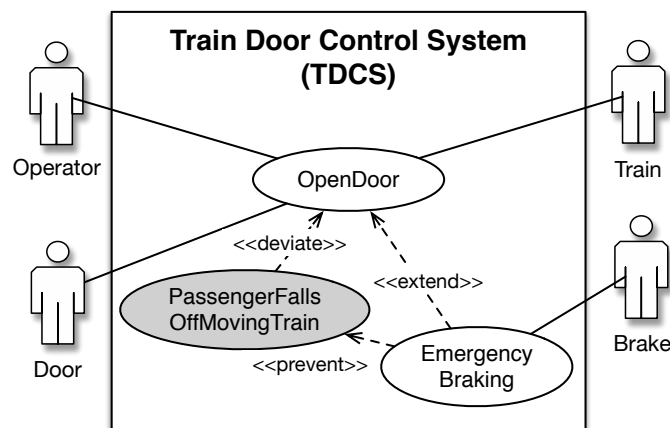 Train Door Control System
(TDCS)
Operator
Train
OpenDoor
<<deviate>>
<<extend>>
PassengerFalls
OffMovingTrain
Door
<<prevent>>
Emergency
Braking
Brake